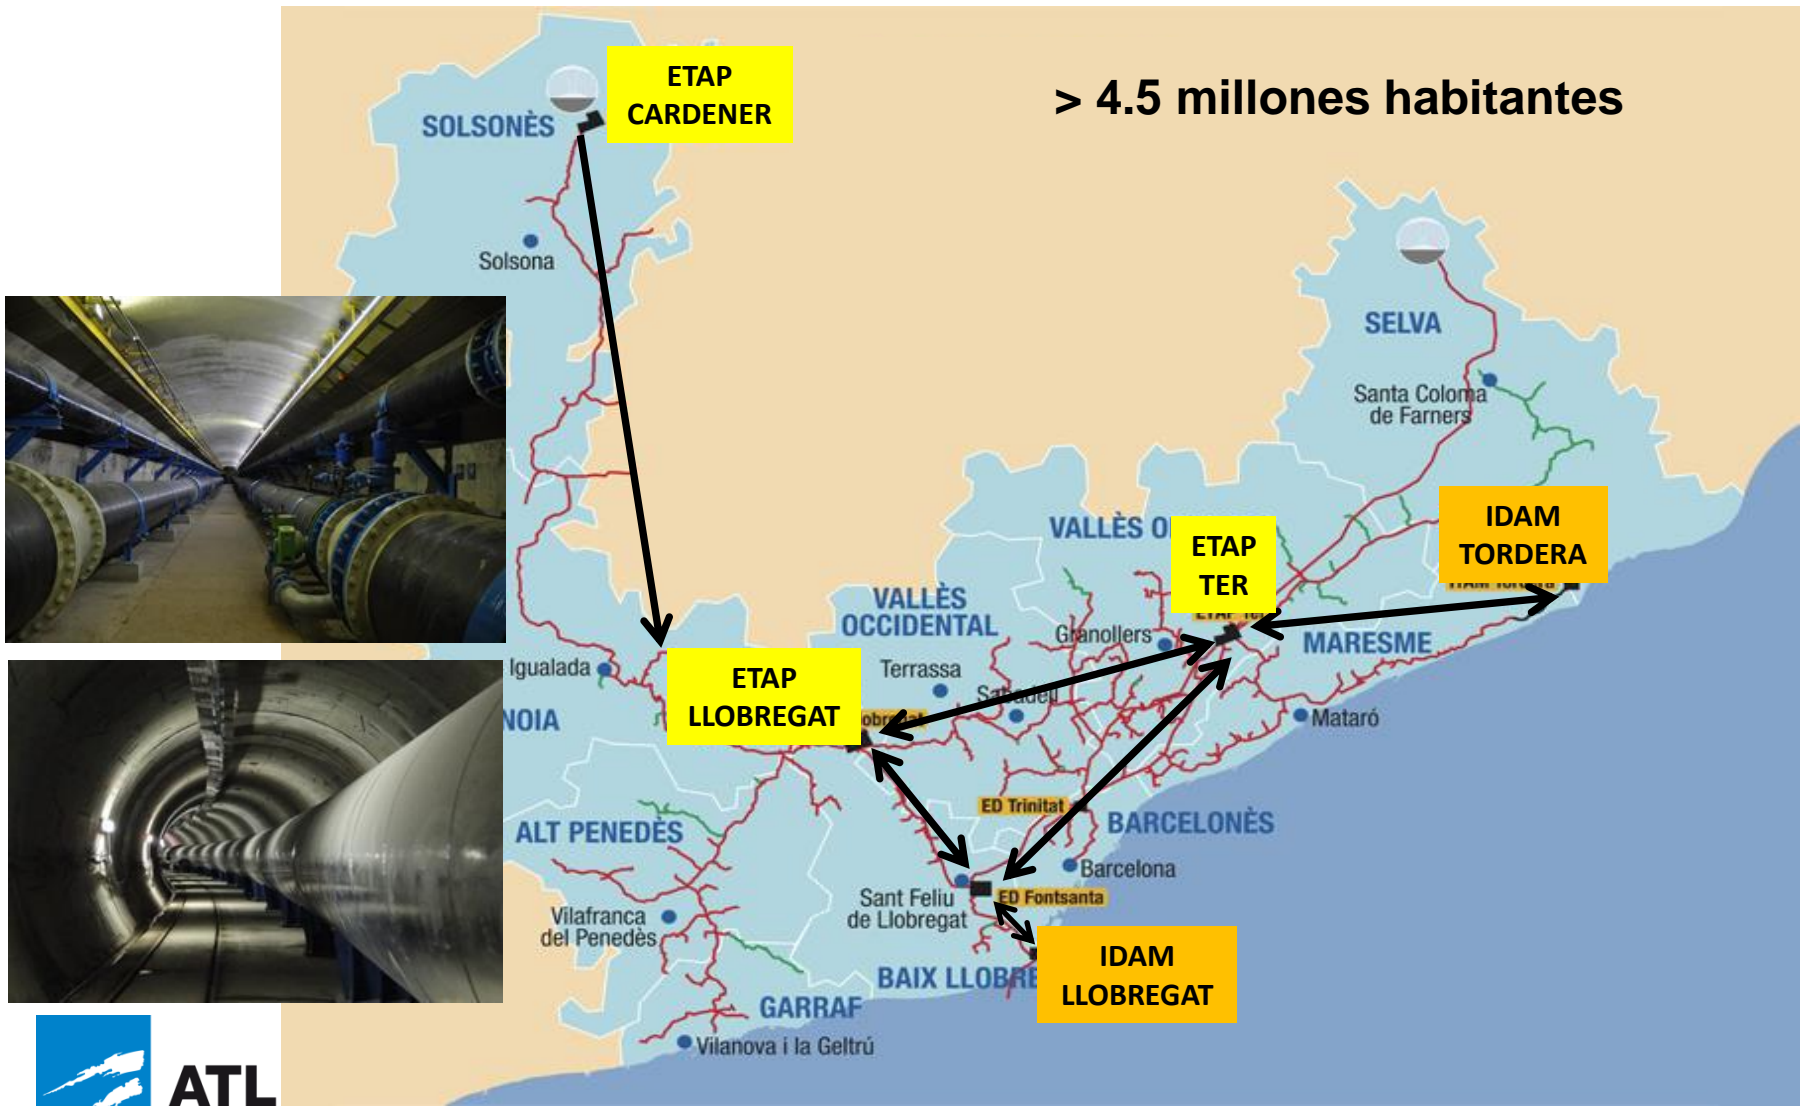 ETAP
CARDENER
> 4.5 millones habitantes
SOLSONÈS
Solsona
SELVA
Santa Coloma
de Farners
IDAM
TORDERA
VALLÈS
ETAP
TER
VALLÈS
OCCIDENTAL
Granollers
MARESME
Igualada
ETAP
LLOBREGAT
Terrassa
Sabadell
Mataró
ED Trinitat
BARCELONÈS
ALT PENEDÈS
Barcelona
Sant Feliu
de Llobregat
ED Fontsanta
Vilafranca
del Penedès
IDAM
LLOBREGAT
BAIX
GARRAF
Vilanova i la Geltrú
ATL